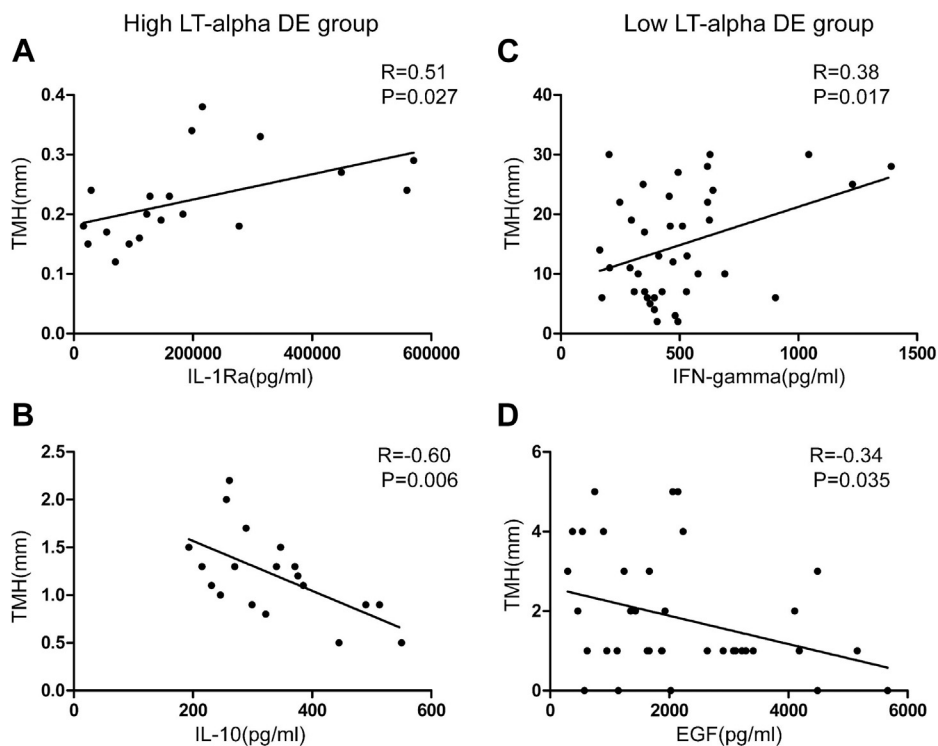 High LT-alpha DE group
Low LT-alpha DE group
A
R=0.51
P=0.027
TMH(mm)
0.4
0.3
0.2
0.1
0.0
0 200000 400000 600000
IL-1Ra(pg/ml)
C
R=0.38
P=0.017
TMH(mm)
40
30
20
10
0
0 500 1000 1500
IFN-gamma(pg/ml)
B
R=-0.60
P=0.006
TMH(mm)
2.5
2.0
1.5
1.0
0.5
0.0
0 200 400 600
IL-10(pg/ml)
D
R=-0.34
P=0.035
TMH(mm)
6
4
2
0
0 2000 4000 6000
EGF(pg/ml)